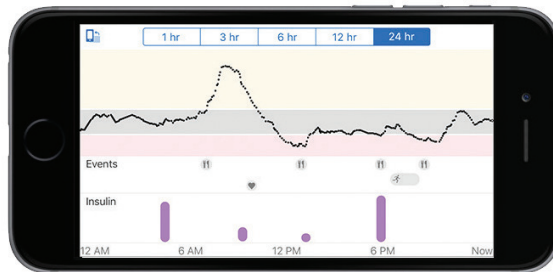 1 hr 3 hr 6 hr 12 hr 24 hr
Events
Insulin
12 AM 6 AM 12 PM 6 PM Now